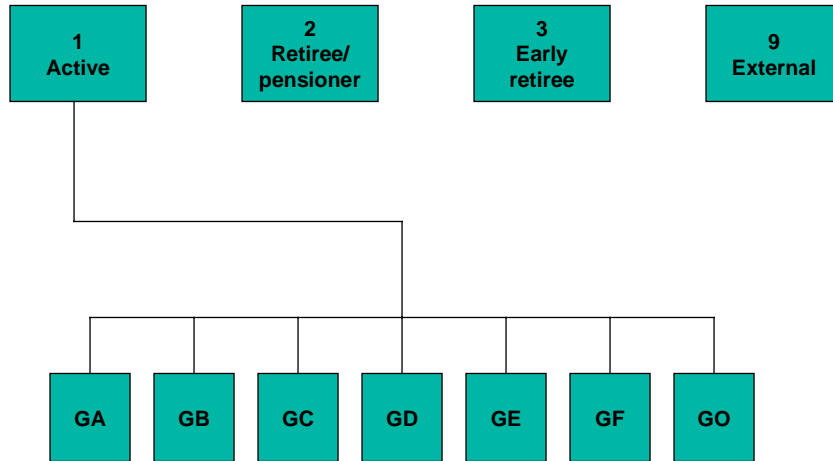 1
Active
2
Retiree/
pensioner
3
Early
retiree
9
External
GA
GB
GC
GD
GE
GF
GO